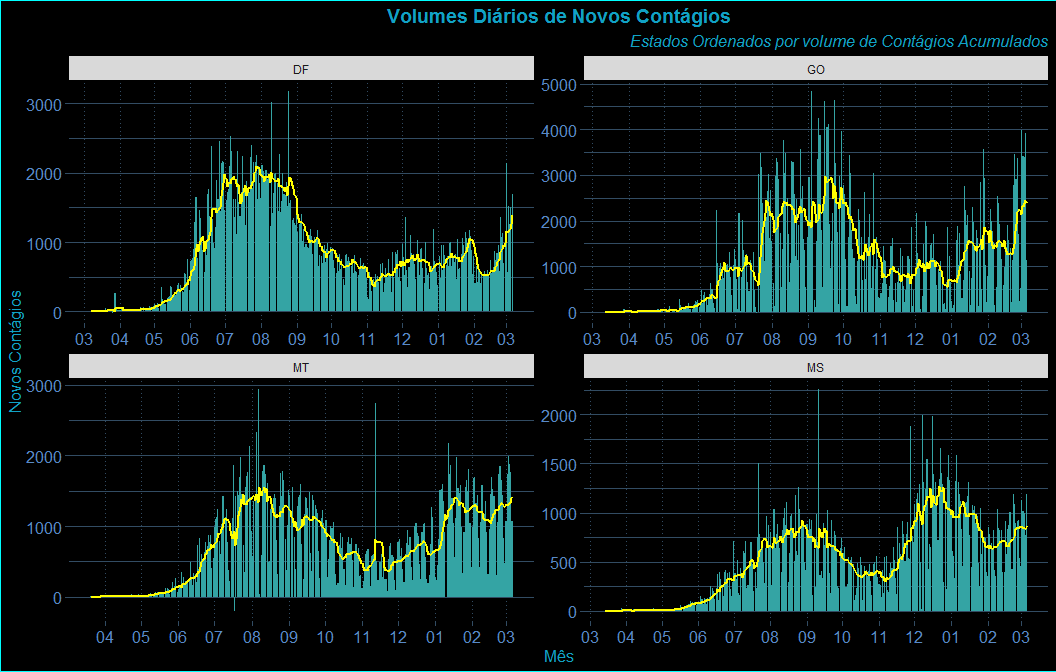 Volumes Diários de Novos Contágios
Estados Ordenados por volume de Contágios Acumulados
Novos Contágios
DF
3000
2000
1000
0
03 04 05 06 07 08 09 10 11 12 01 02 03
GO
5000
4000
3000
2000
1000
0
03 04 05 06 07 08 09 10 11 12 01 02 03
MT
3000
2000
1000
0
04 05 06 07 08 09 10 11 12 01 02 03
MS
2000
1500
1000
500
0
03 04 05 06 07 08 09 10 11 12 01 02 03
Mês